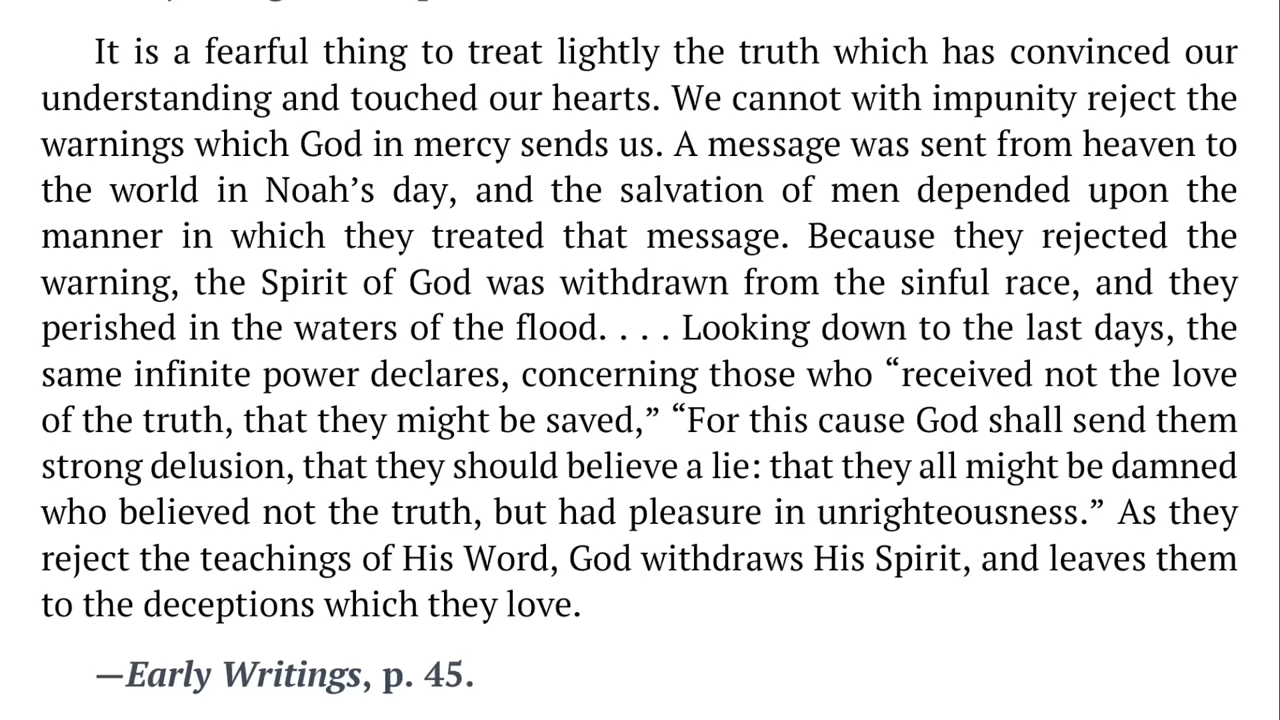 It is a fearful thing to treat lightly the truth which has convinced our
understanding and touched our hearts. We cannot with impunity reject the
warnings which God in mercy sends us. A message was sent from heaven to
the world in Noah’s day, and the salvation of men depended upon the
manner in which they treated that message. Because they rejected the
warning, the Spirit of God was withdrawn from the sinful race, and they
perished in the waters of the flood. . . . Looking down to the last days, the
same infinite power declares, concerning those who “received not the love
of the truth, that they might be saved,” “For this cause God shall send them
strong delusion, that they should believe a lie: that they all might be damned
who believed not the truth, but had pleasure in unrighteousness.” As they
reject the teachings of His Word, God withdraws His Spirit, and leaves them
to the deceptions which they love.
—Early Writings, p. 45.